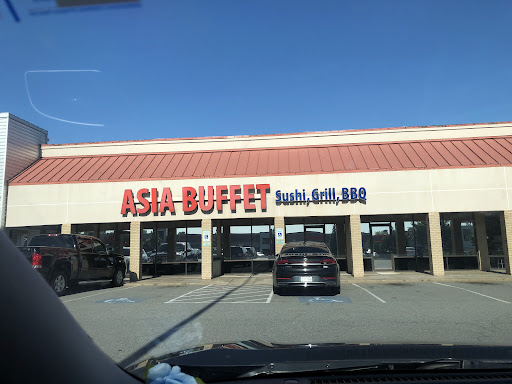 ASIA BUFFET Sushi, Grill, BBQ